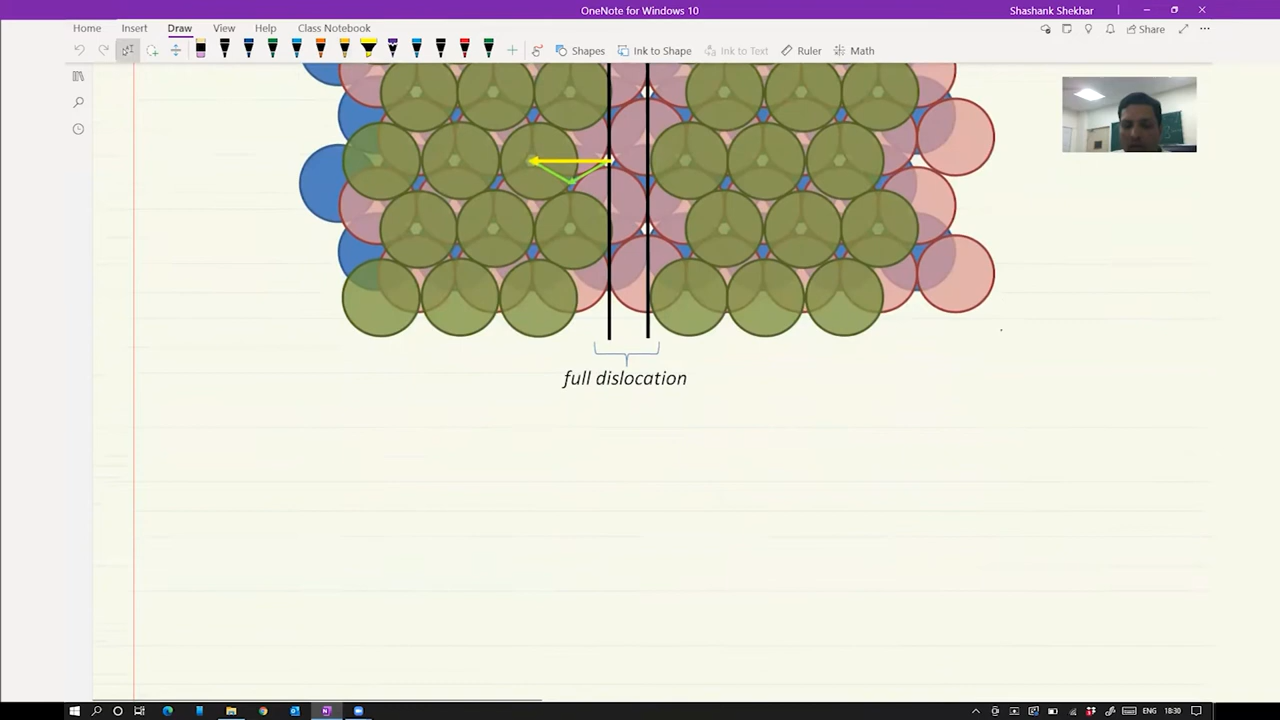 OneNote for Windows 10
Shashank Shekhar
Home Insert Draw View Help Class Notebook
Share
Shapes Ink to Shape Ink to Text Ruler Math
full dislocation
ENG 18:30